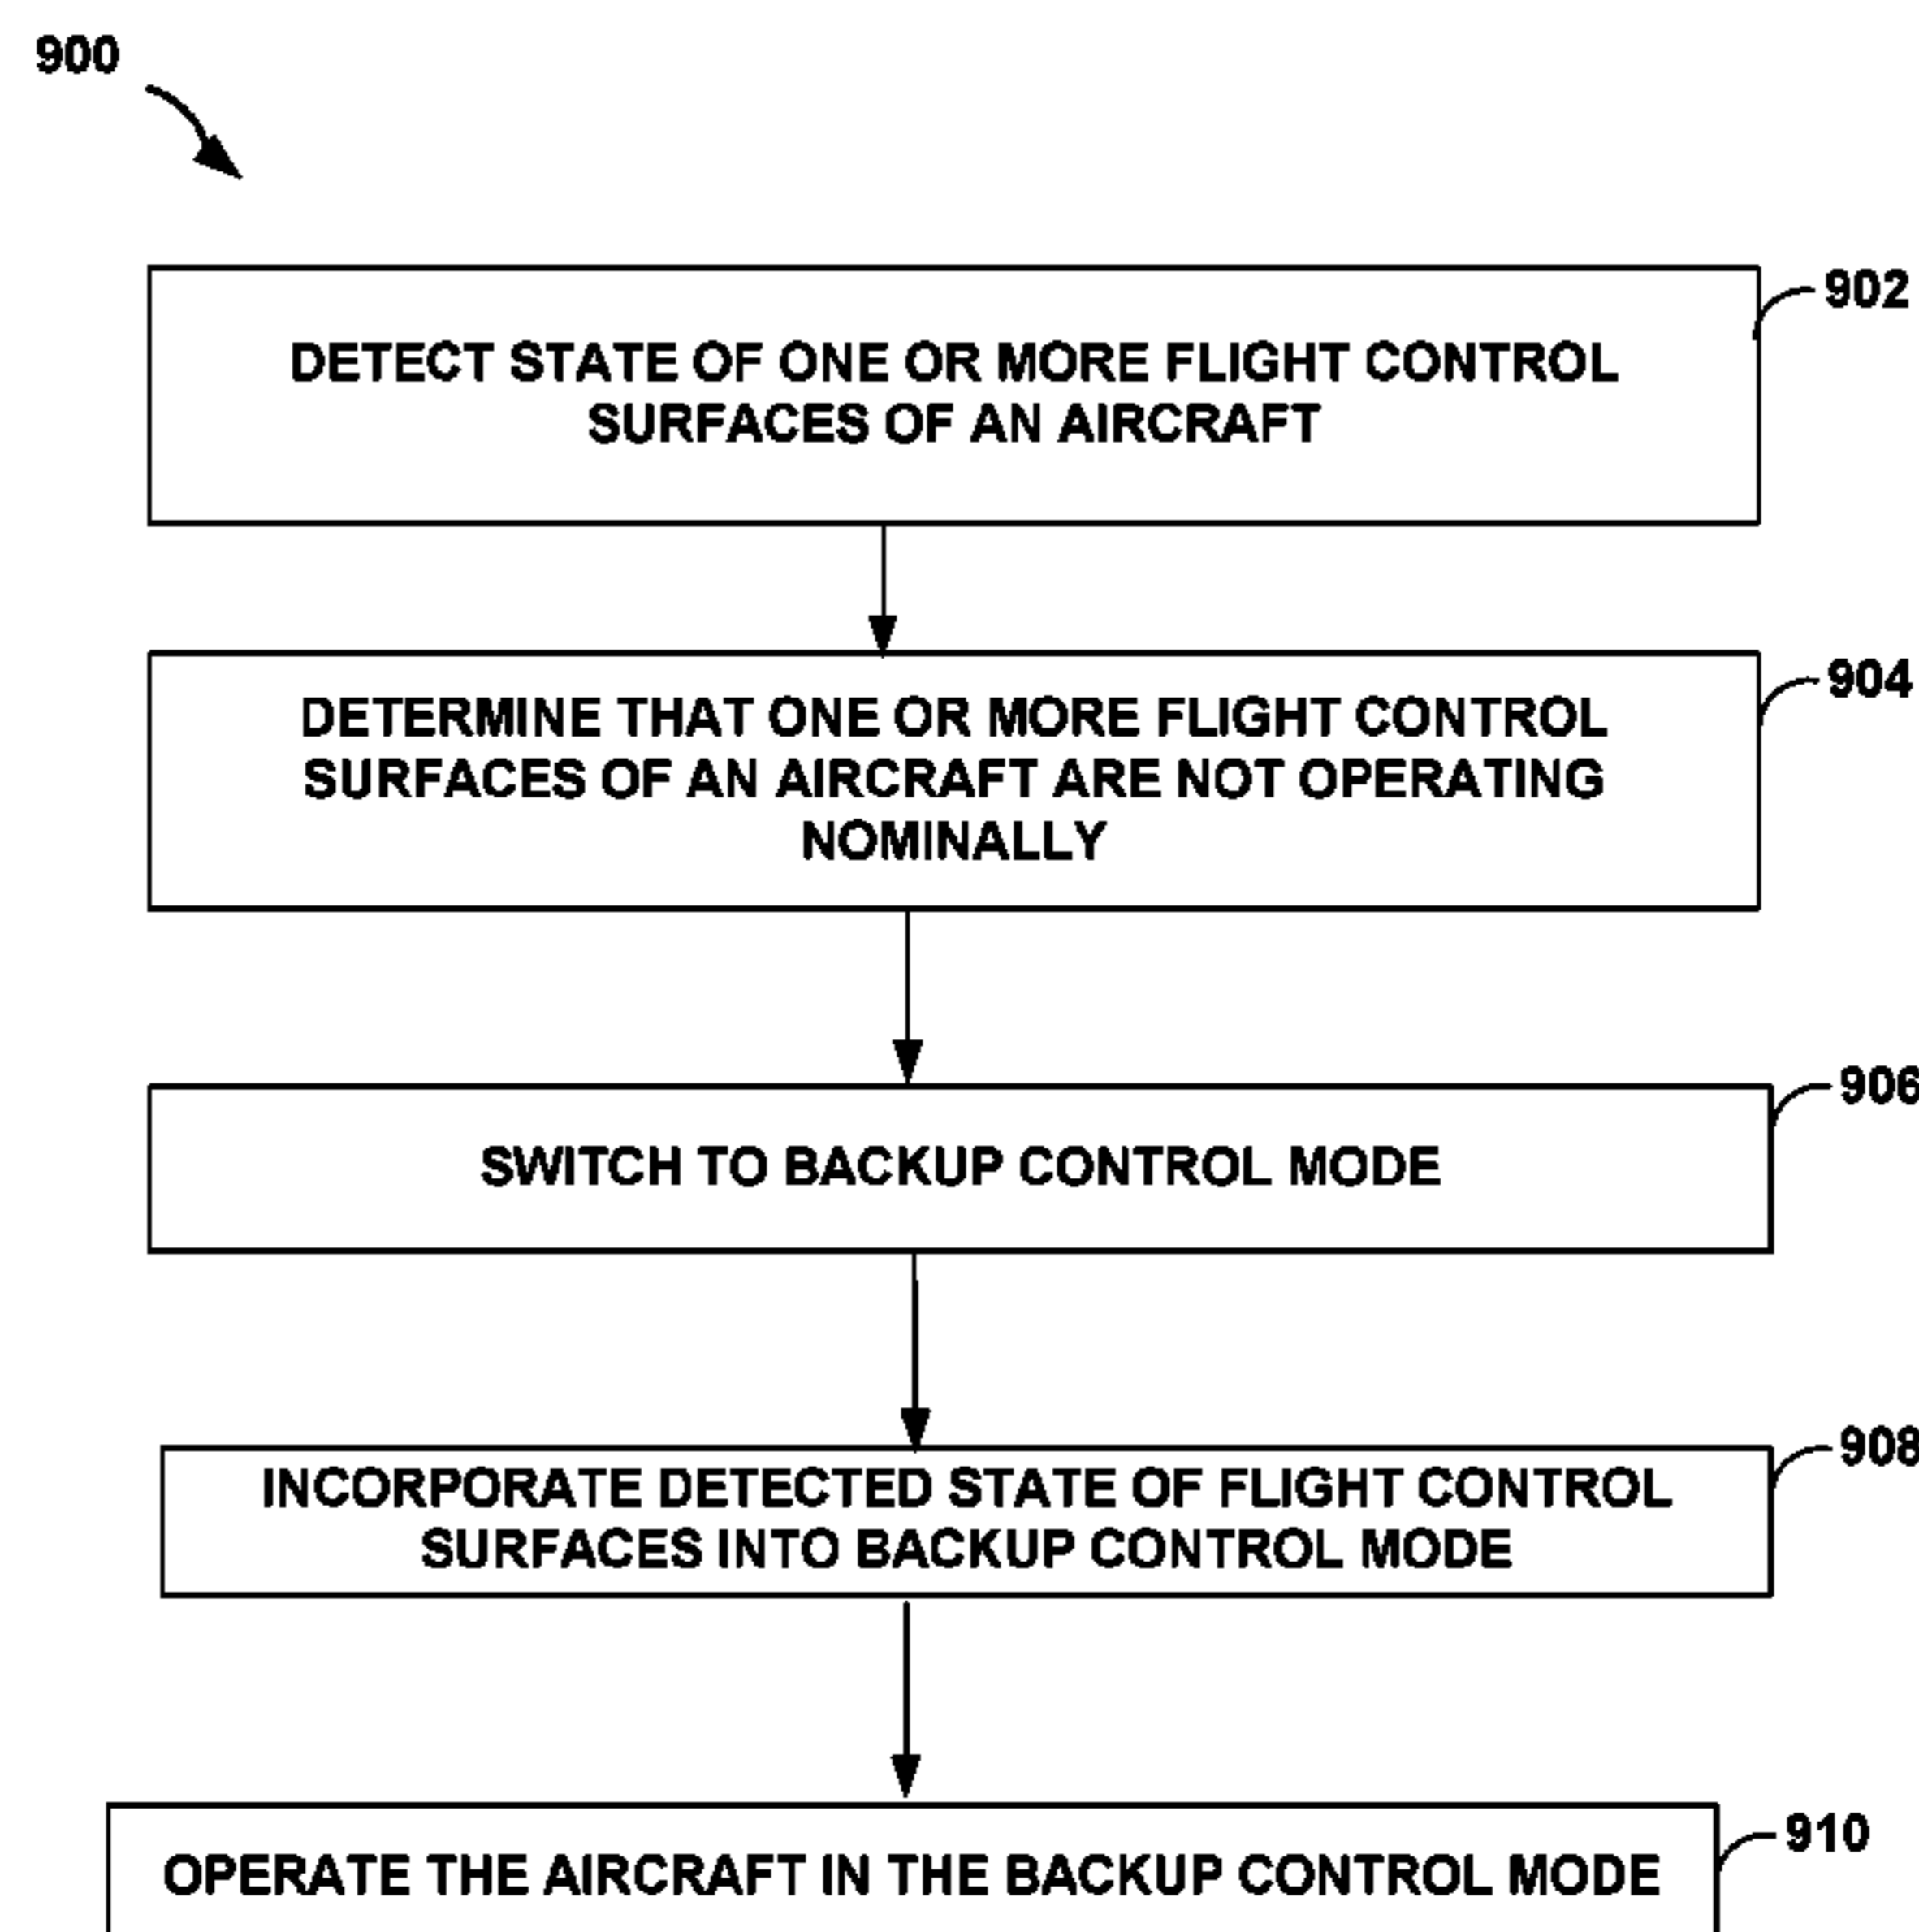 900
902
DETECT STATE OF ONE OR MORE FLIGHT CONTROL
SURFACES OF AN AIRCRAFT
904
DETERMINE THAT ONE OR MORE FLIGHT CONTROL
SURFACES OF AN AIRCRAFT ARE NOT OPERATING
NOMINALLY
906
SWITCH TO BACKUP CONTROL MODE
908
INCORPORATE DETECTED STATE OF FLIGHT CONTROL
SURFACES INTO BACKUP CONTROL MODE
910
OPERATE THE AIRCRAFT IN THE BACKUP CONTROL MODE